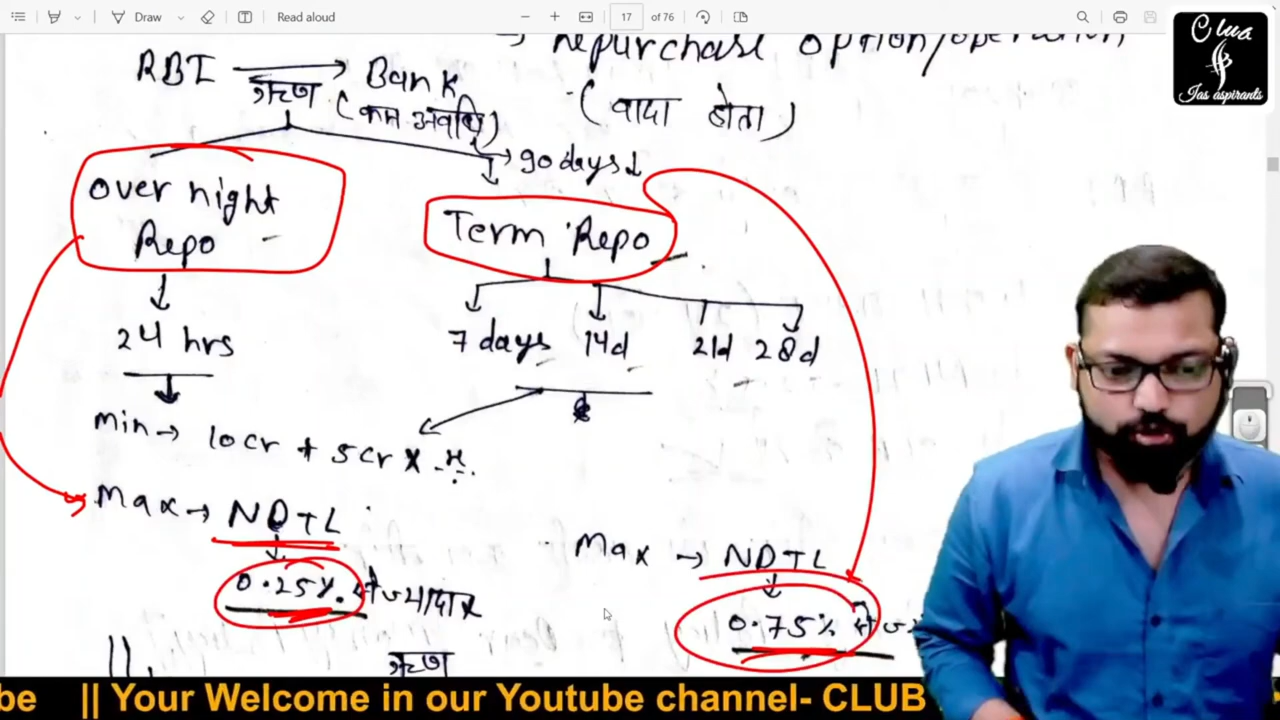 Draw
Read aloud
17 of 76
Club
Ias aspirants
→ Repurchase option/operation
(वादा होता)
RBI → Bank
ऋण
(कम अवधि)
→ 90 days ↓
over night
Repo
Term Repo
24 hrs
7 days 14d 21d 28d
min → 10cr + 5cr x n
Max → NDTL
0.25%. से ज्यादा x
Max → NDTL
0.75% से
11.
ऋण
be || Your Welcome in our Youtube channel- CLUB